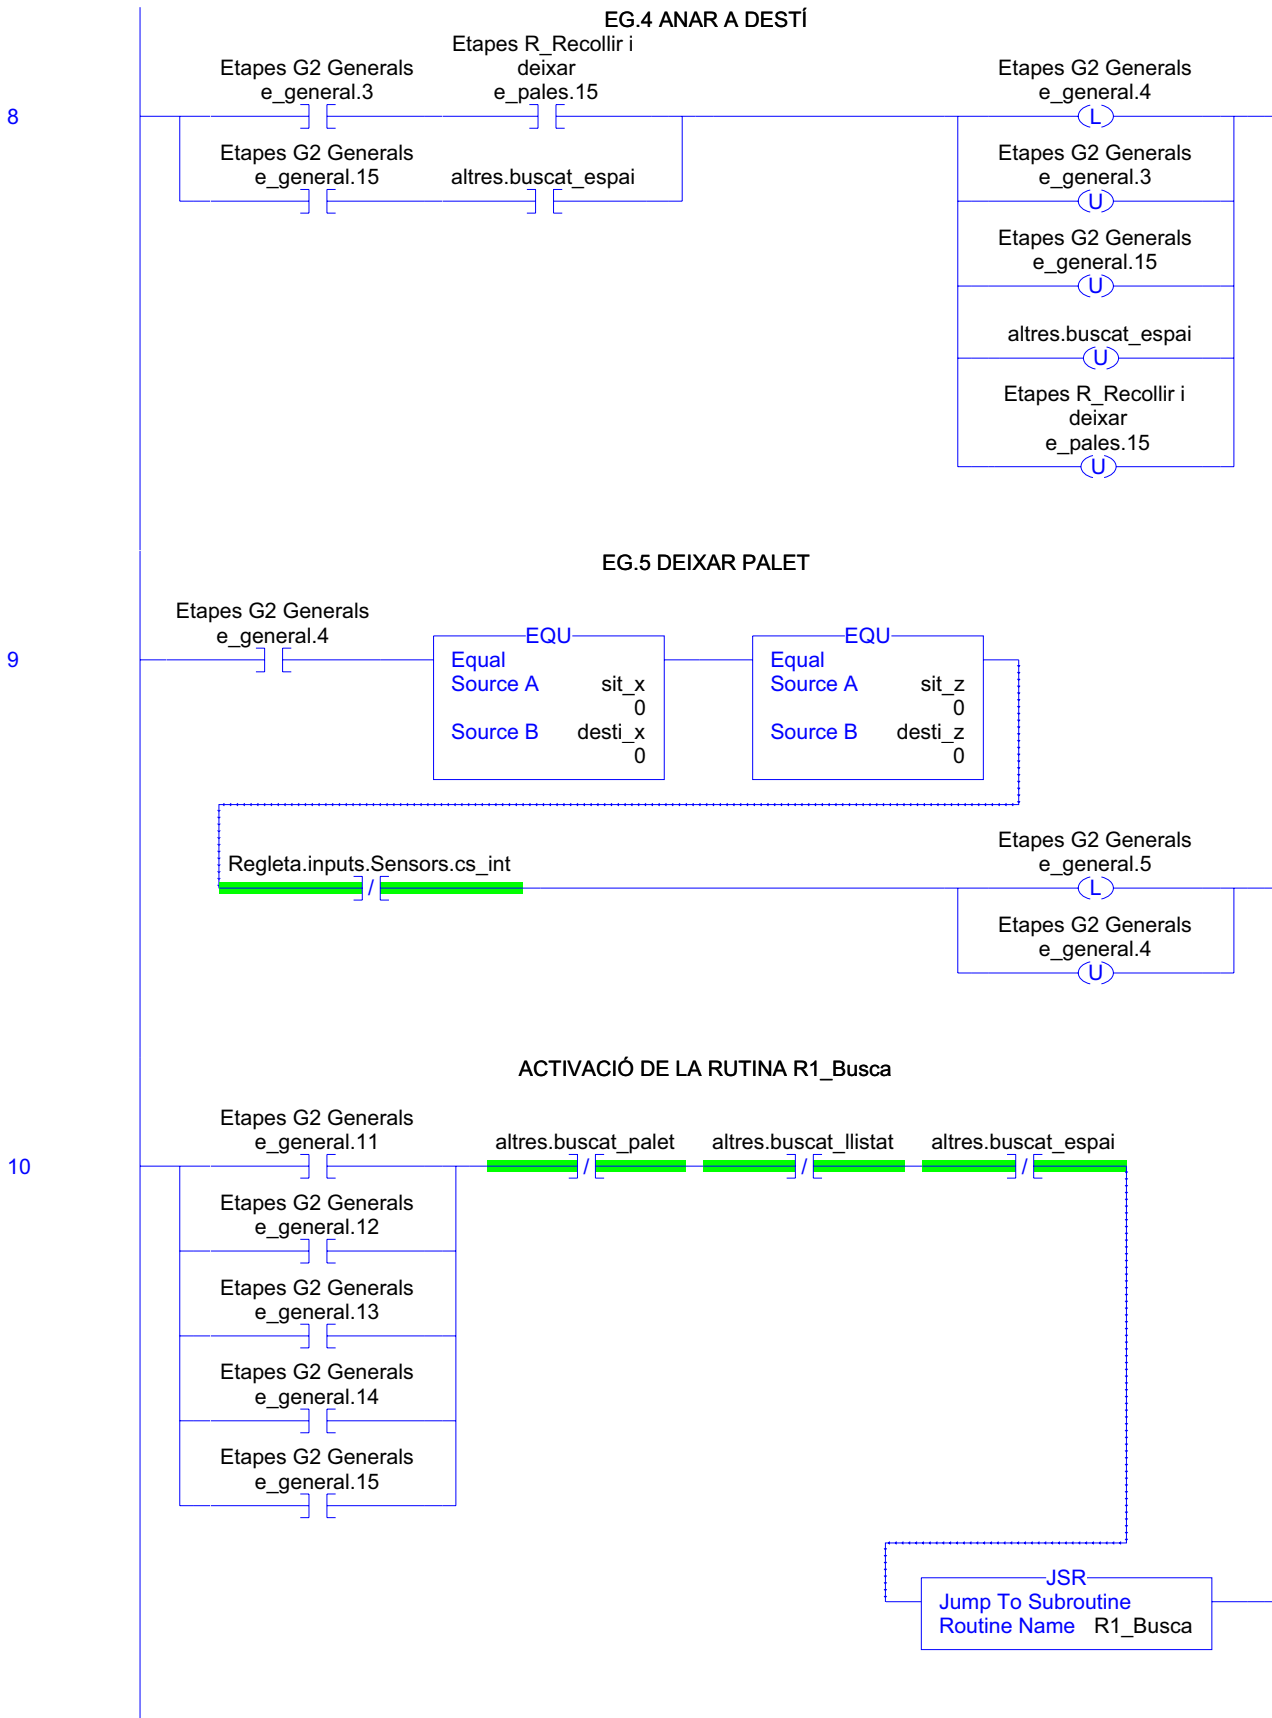 EG.4 ANAR A DESTÍ
Etapes G2 Generals
e_general.3
Etapes R_Recollir i
deixar
e_pales.15
Etapes G2 Generals
e_general.4
L
8
Etapes G2 Generals
e_general.15
altres.buscat_espai
Etapes G2 Generals
e_general.3
U
Etapes G2 Generals
e_general.15
U
altres.buscat_espai
U
Etapes R_Recollir i
deixar
e_pales.15
U
EG.5 DEIXAR PALET
9
Etapes G2 Generals
e_general.4
EQU
Equal
Source A sit_x
0
Source B desti_x
0
EQU
Equal
Source A sit_z
0
Source B desti_z
0
Regleta.inputs.Sensors.cs_int
/
Etapes G2 Generals
e_general.5
L
Etapes G2 Generals
e_general.4
U
ACTIVACIÓ DE LA RUTINA R1_Busca
10
Etapes G2 Generals
e_general.11
altres.buscat_palet
/
altres.buscat_llistat
/
altres.buscat_espai
/
Etapes G2 Generals
e_general.12
Etapes G2 Generals
e_general.13
Etapes G2 Generals
e_general.14
Etapes G2 Generals
e_general.15
JSR
Jump To Subroutine
Routine Name R1_Busca